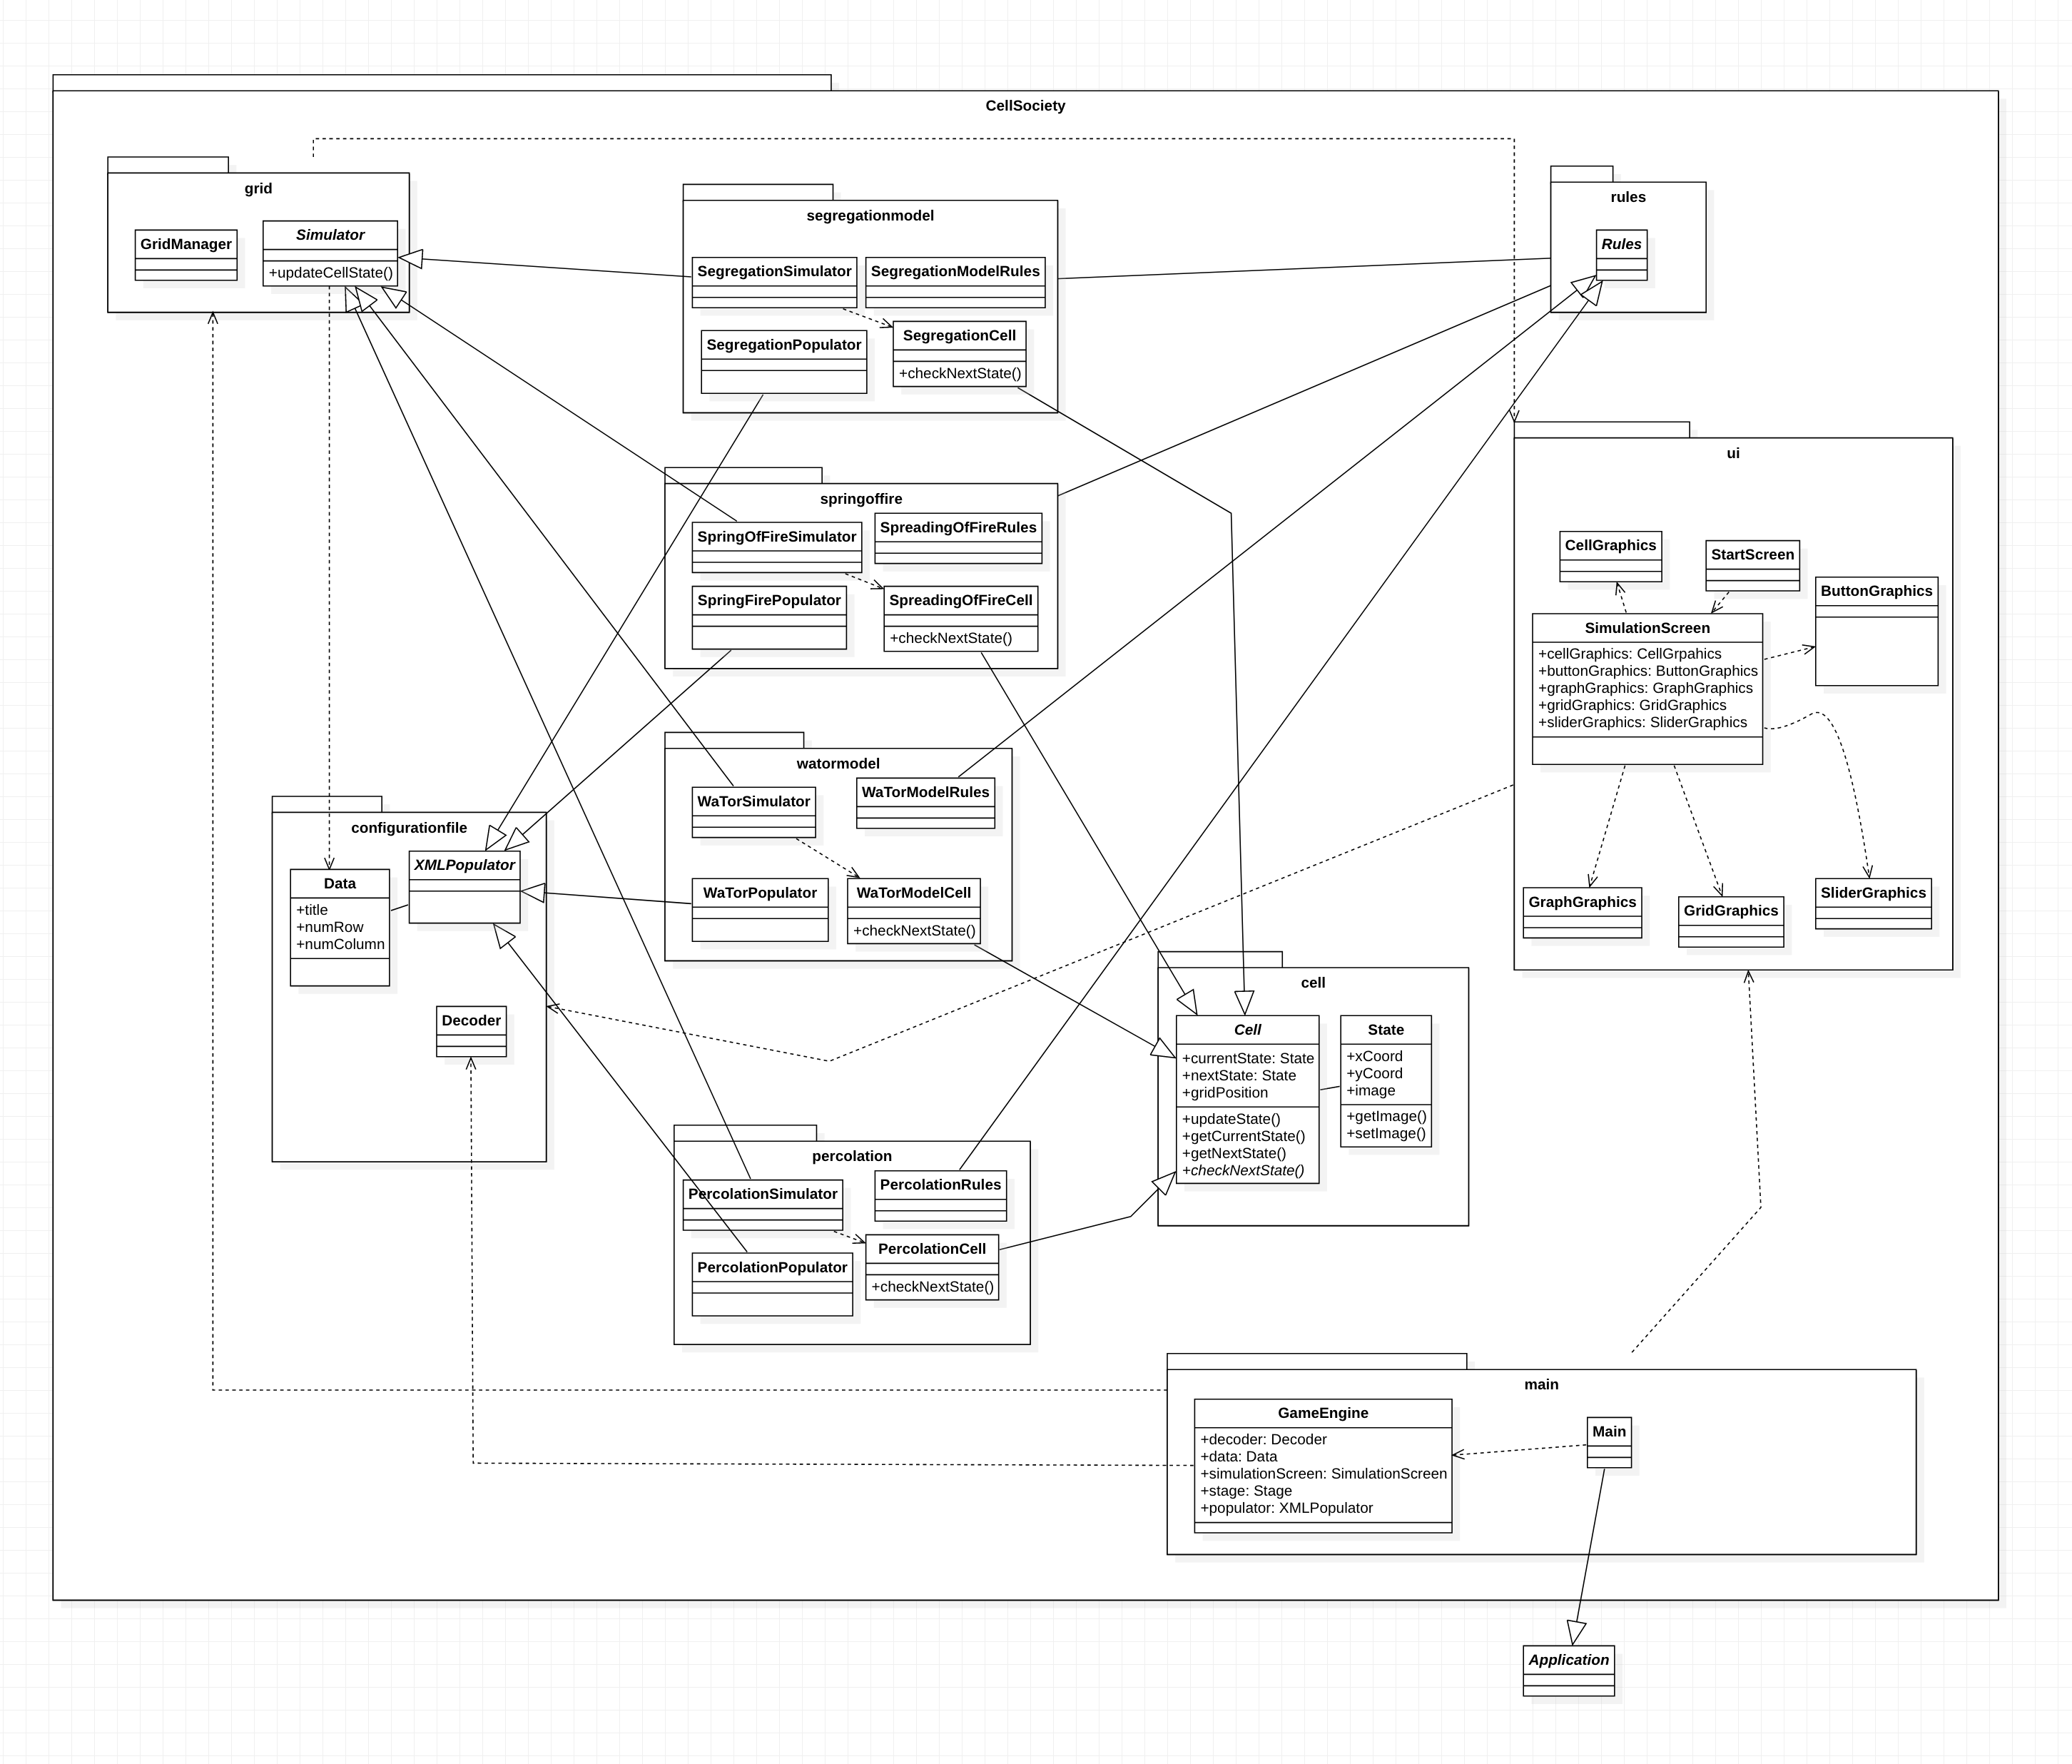 CellSociety
grid
GridManager
Simulator
+updateCellState()
segregationmodel
SegregationSimulator
SegregationModelRules
SegregationPopulator
SegregationCell
+checkNextState()
rules
Rules
springoffire
SpringOfFireSimulator
SpreadingOfFireRules
SpringFirePopulator
SpreadingOfFireCell
+checkNextState()
ui
CellGraphics
StartScreen
ButtonGraphics
SimulationScreen
+cellGraphics: CellGrpahics
+buttonGraphics: ButtonGraphics
+graphGraphics: GraphGraphics
+gridGraphics: GridGraphics
+sliderGraphics: SliderGraphics
GraphGraphics
GridGraphics
SliderGraphics
watormodel
WaTorSimulator
WaTorModelRules
WaTorPopulator
WaTorModelCell
+checkNextState()
configurationfile
Data
+title
+numRow
+numColumn
XMLPopulator
Decoder
cell
Cell
+currentState: State
+nextState: State
+gridPosition
+updateState()
+getCurrentState()
+getNextState()
+checkNextState()
State
+xCoord
+yCoord
+image
+getImage()
+setImage()
percolation
PercolationSimulator
PercolationRules
PercolationPopulator
PercolationCell
+checkNextState()
main
GameEngine
+decoder: Decoder
+data: Data
+simulationScreen: SimulationScreen
+stage: Stage
+populator: XMLPopulator
Main
Application